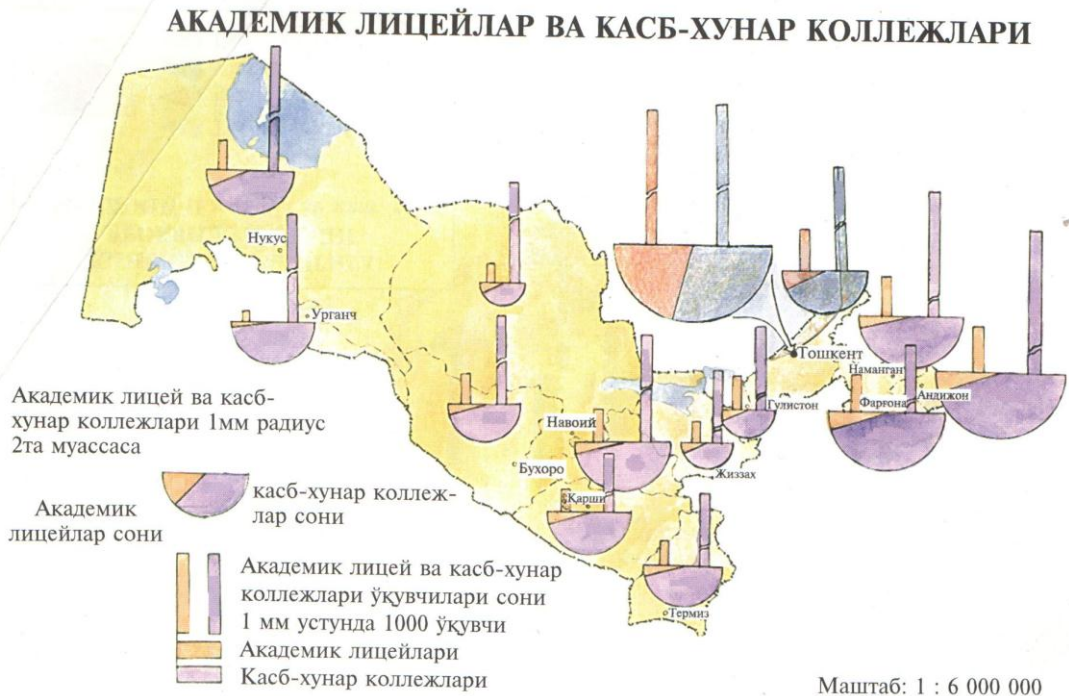 АКАДЕМИК ЛИЦЕЙЛАР ВА КАСБ-ХУНАР КОЛЛЕЖЛАРИ
Нукус
Урганч
Тошкент
Наманган
Андижон
Фарғона
Гулистон
Жиззах
Навоий
Бухоро
Қарши
Термиз
Академик лицей ва касб-
хунар коллежлари 1мм радиус
2та муассаса
Академик
лицейлар сони
касб-хунар коллеж-
лар сони
Академик лицей ва касб-хунар
коллежлари ўқувчилари сони
1 мм устунда 1000 ўқувчи
Академик лицейлари
Касб-хунар коллежлари
Маштаб: 1 : 6 000 000